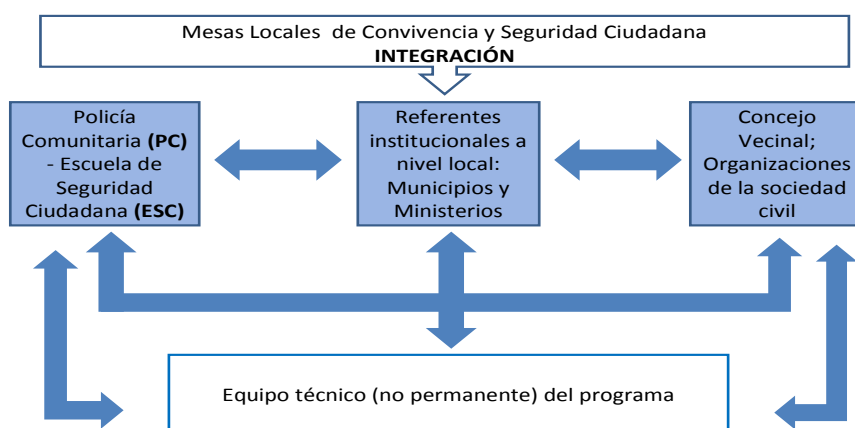 Mesas Locales de Convivencia y Seguridad Ciudadana
INTEGRACIÓN
Policía
Comunitaria (PC)
- Escuela de
Seguridad
Ciudadana (ESC)
Referentes
institucionales a
nivel local:
Municipios y
Ministerios
Concejo
Vecinal;
Organizaciones
de la sociedad
civil
Equipo técnico (no permanente) del programa